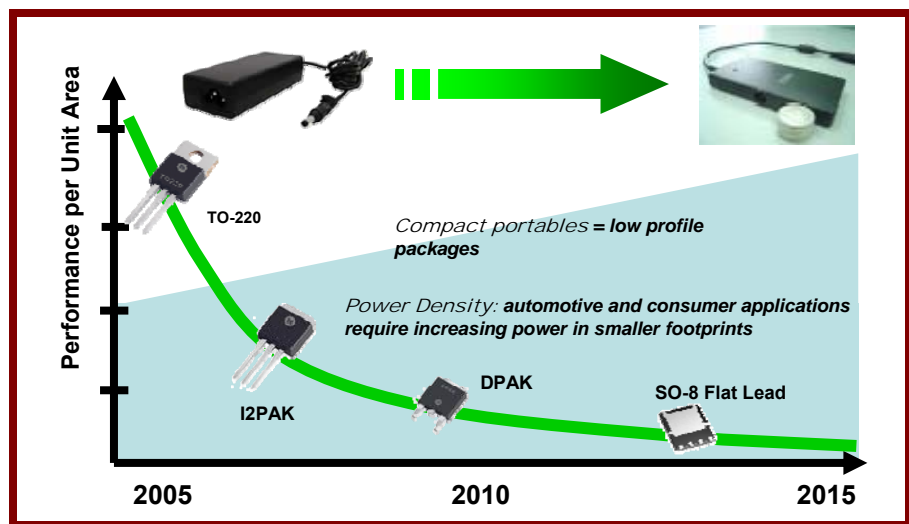 Performance per Unit Area
TO-220
Compact portables = low profile
packages
Power Density: automotive and consumer applications
require increasing power in smaller footprints
I2PAK
DPAK
SO-8 Flat Lead
2005
2010
2015